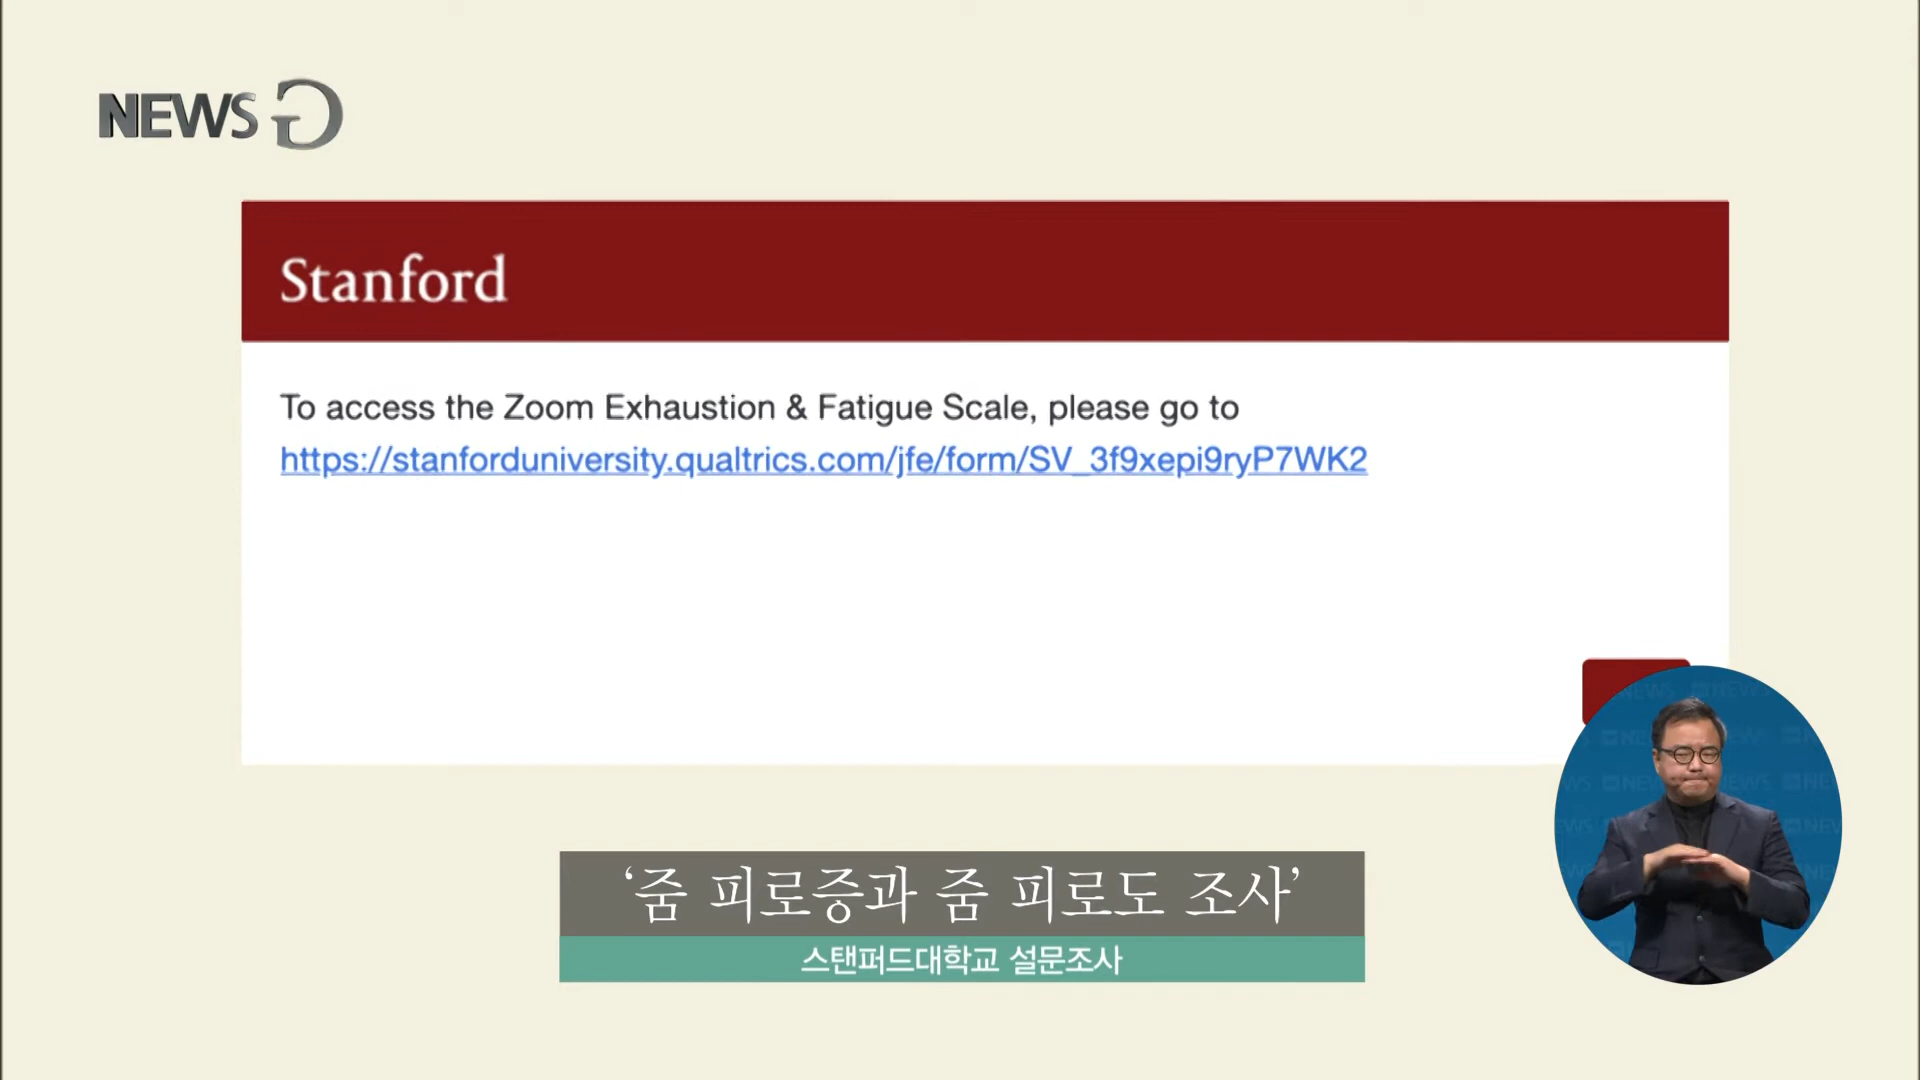 NEWS G
Stanford
To access the Zoom Exhaustion & Fatigue Scale, please go to
https://stanforduniversity.qualtrics.com/jfe/form/SV_3f9xepi9ryP7WK2
‘줌 피로증과 줌 피로도 조사’
스탠퍼드대학교 설문조사